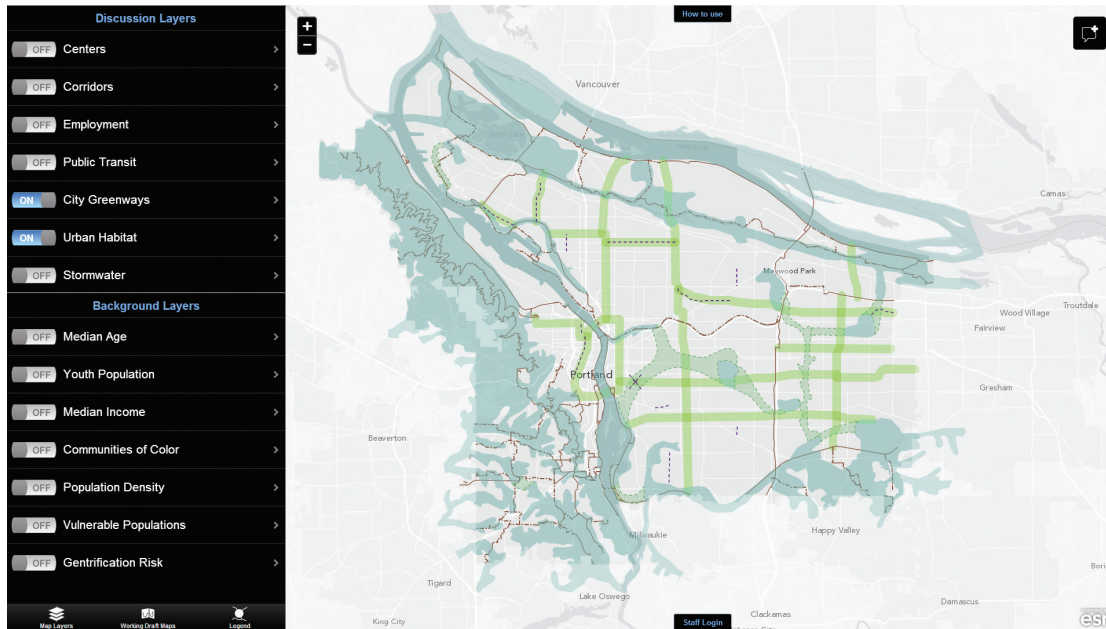 Discussion Layers
OFF Centers
OFF Corridors
OFF Employment
OFF Public Transit
ON City Greenways
ON Urban Habitat
OFF Stormwater
Background Layers
OFF Median Age
OFF Youth Population
OFF Median Income
OFF Communities of Color
OFF Population Density
OFF Vulnerable Populations
OFF Gentrification Risk
Map Layers
Working Draft Maps
Legend
+
−
How to use
Vancouver
OREGON
Camas
Maywood Park
Troutdale
Wood Village
Fairview
Portland
Gresham
Beaverton
Happy Valley
Milwaukie
Tigard
Lake Oswego
Damascus
King City
Clackamas
Staff Login
esri